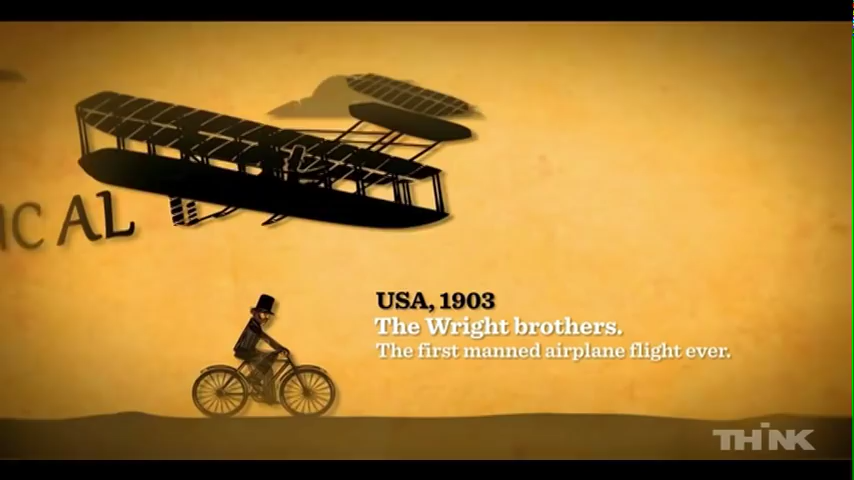 ICAL
USA, 1903
The Wright brothers.
The first manned airplane flight ever.
THINK